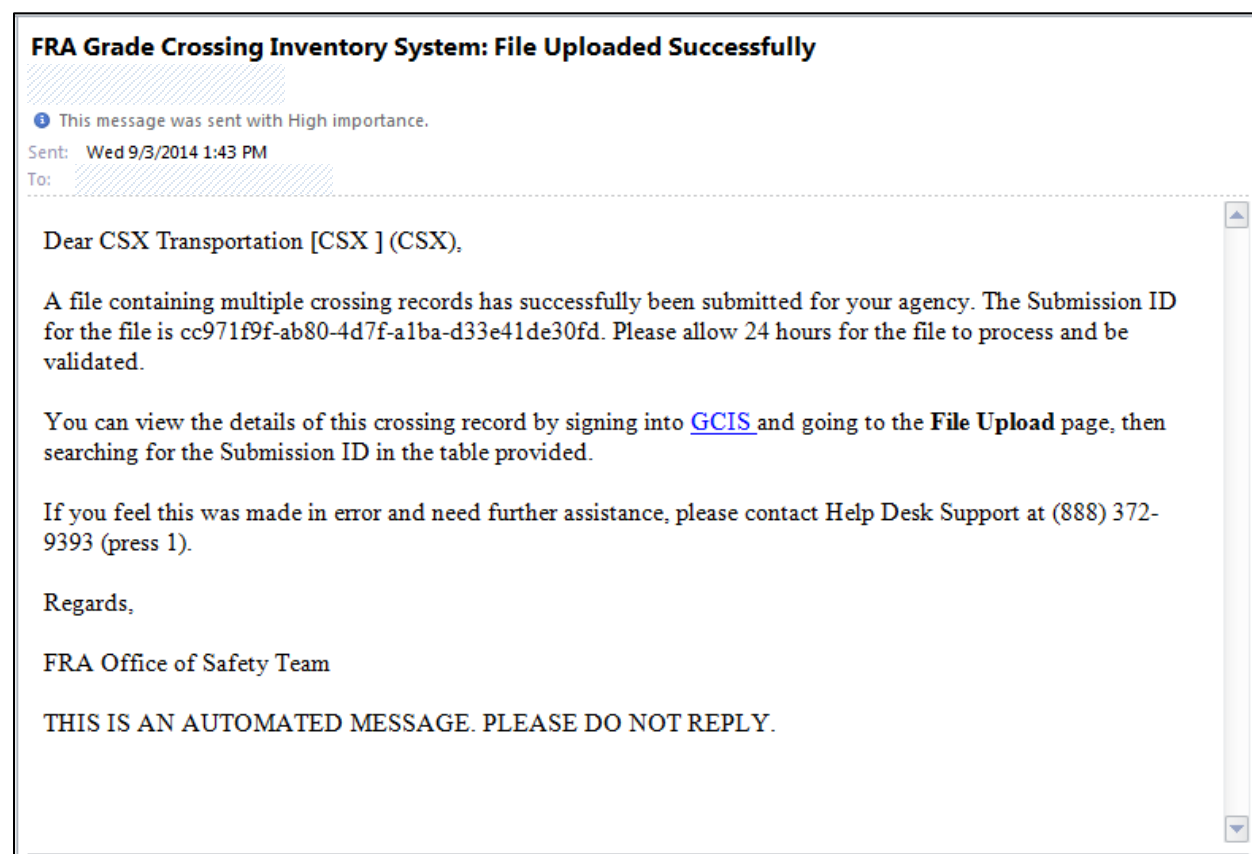 FRA Grade Crossing Inventory System: File Uploaded Successfully
This message was sent with High importance.
Sent: Wed 9/3/2014 1:43 PM
To:
Dear CSX Transportation [CSX ] (CSX),
A file containing multiple crossing records has successfully been submitted for your agency. The Submission ID
for the file is cc971f9f-ab80-4d7f-a1ba-d33e41de30fd. Please allow 24 hours for the file to process and be
validated.
You can view the details of this crossing record by signing into GCIS and going to the File Upload page, then
searching for the Submission ID in the table provided.
If you feel this was made in error and need further assistance, please contact Help Desk Support at (888) 372-
9393 (press 1).
Regards,
FRA Office of Safety Team
THIS IS AN AUTOMATED MESSAGE. PLEASE DO NOT REPLY.